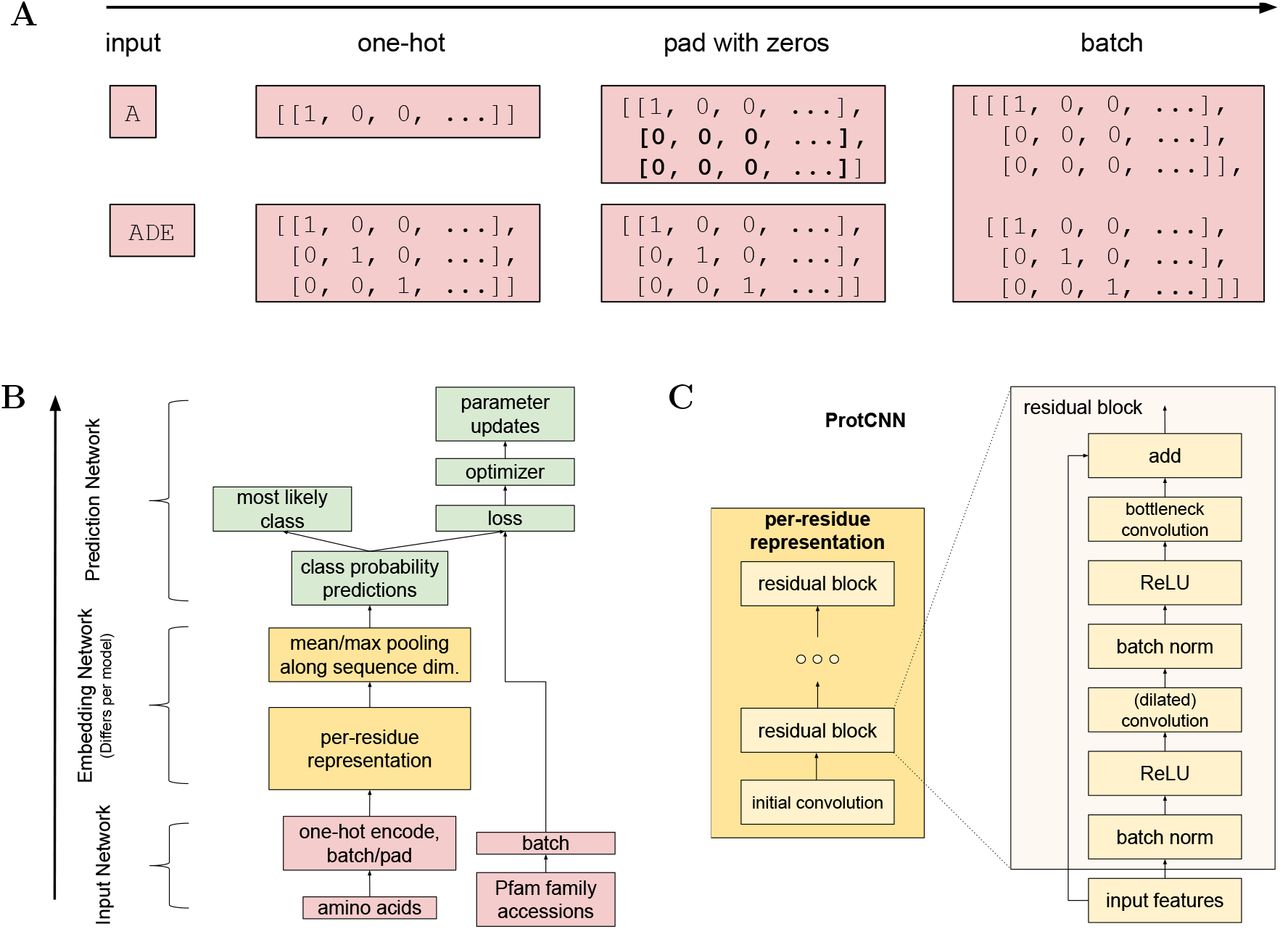 A
input
one-hot
pad with zeros
batch
A
[[1, 0, 0, ...]]
[[1, 0, 0, ...],
[0, 0, 0, ...],
[0, 0, 0, ...]]
[[[1, 0, 0, ...],
[0, 0, 0, ...],
[0, 0, 0, ...]],
ADE
[[1, 0, 0, ...],
[0, 1, 0, ...],
[0, 0, 1, ...]]
[[1, 0, 0, ...],
[0, 1, 0, ...],
[0, 0, 1, ...]]
[[1, 0, 0, ...],
[0, 1, 0, ...],
[0, 0, 1, ...]]]
B
Prediction Network
Embedding Network
(Differs per model)
Input Network
parameter
updates
optimizer
loss
most likely
class
class probability
predictions
mean/max pooling
along sequence dim.
per-residue
representation
one-hot encode,
batch/pad
amino acids
batch
Pfam family
accessions
C
ProtCNN
per-residue
representation
residual block
residual block
initial convolution
residual block
add
bottleneck
convolution
ReLU
batch norm
(dilated)
convolution
ReLU
batch norm
input features